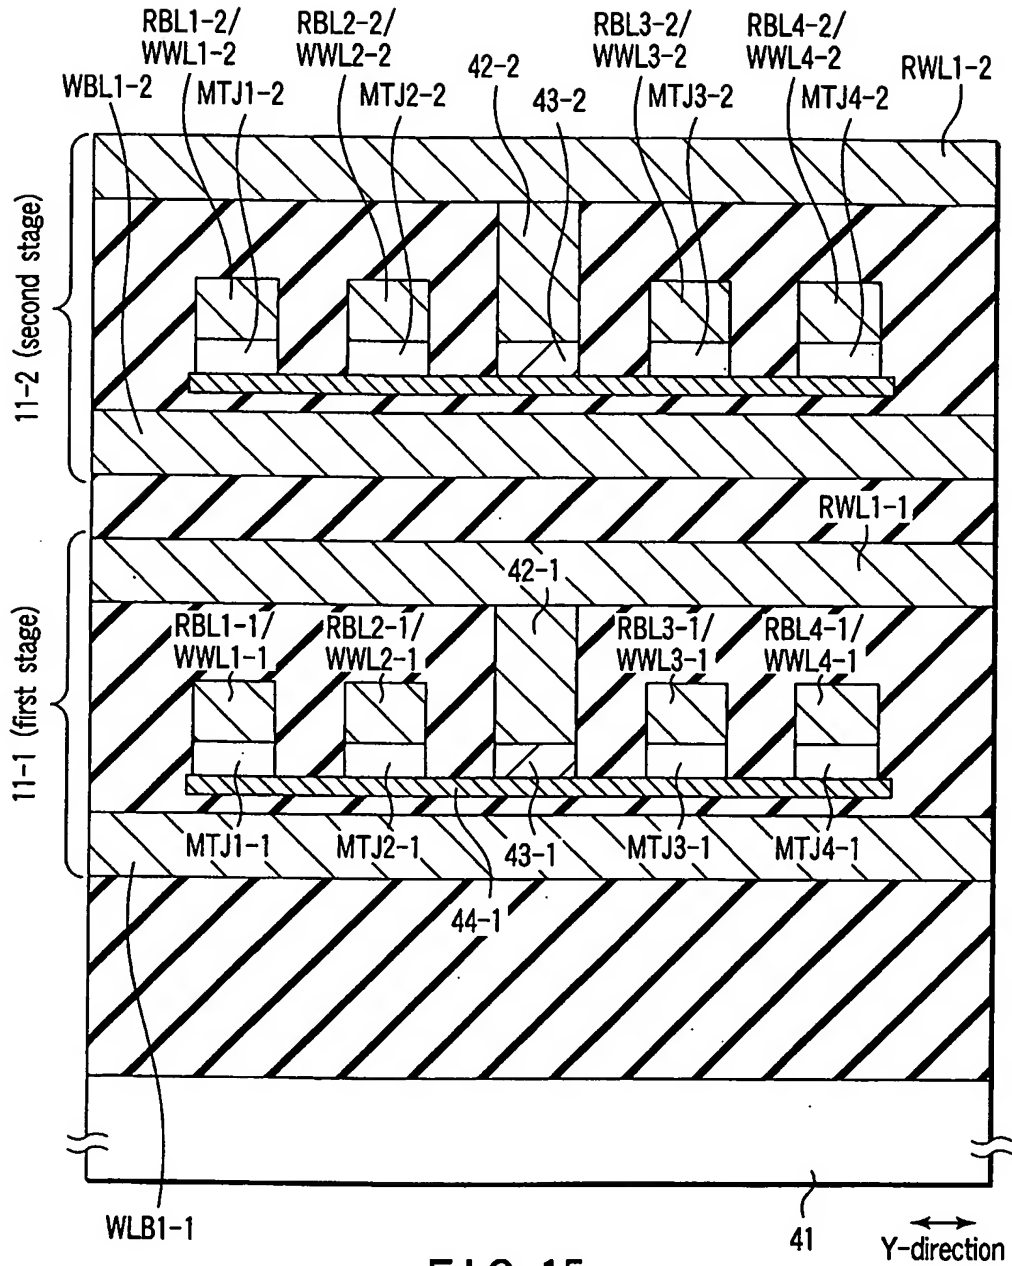 RBL1-2/
WWL1-2
RBL2-2/
WWL2-2
RBL3-2/
WWL3-2
RBL4-2/
WWL4-2
42-2
RWL1-2
WBL1-2
MTJ1-2
MTJ2-2
43-2
MTJ3-2
MTJ4-2
11-2 (second stage)
RWL1-1
42-1
11-1 (first stage)
RBL1-1/
WWL1-1
RBL2-1/
WWL2-1
RBL3-1/
WWL3-1
RBL4-1/
WWL4-1
MTJ1-1
MTJ2-1
43-1
MTJ3-1
MTJ4-1
44-1
WLB1-1
41
Y-direction
FIG. 15